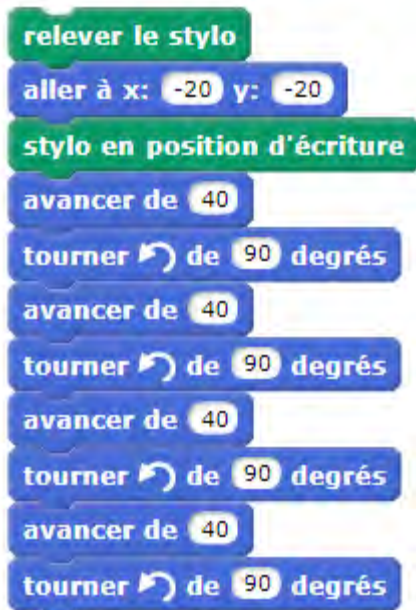 relever le stylo
aller à x: -20 y: -20
stylo en position d'écriture
avancer de 40
tourner de 90 degrés
avancer de 40
tourner de 90 degrés
avancer de 40
tourner de 90 degrés
avancer de 40
tourner de 90 degrés